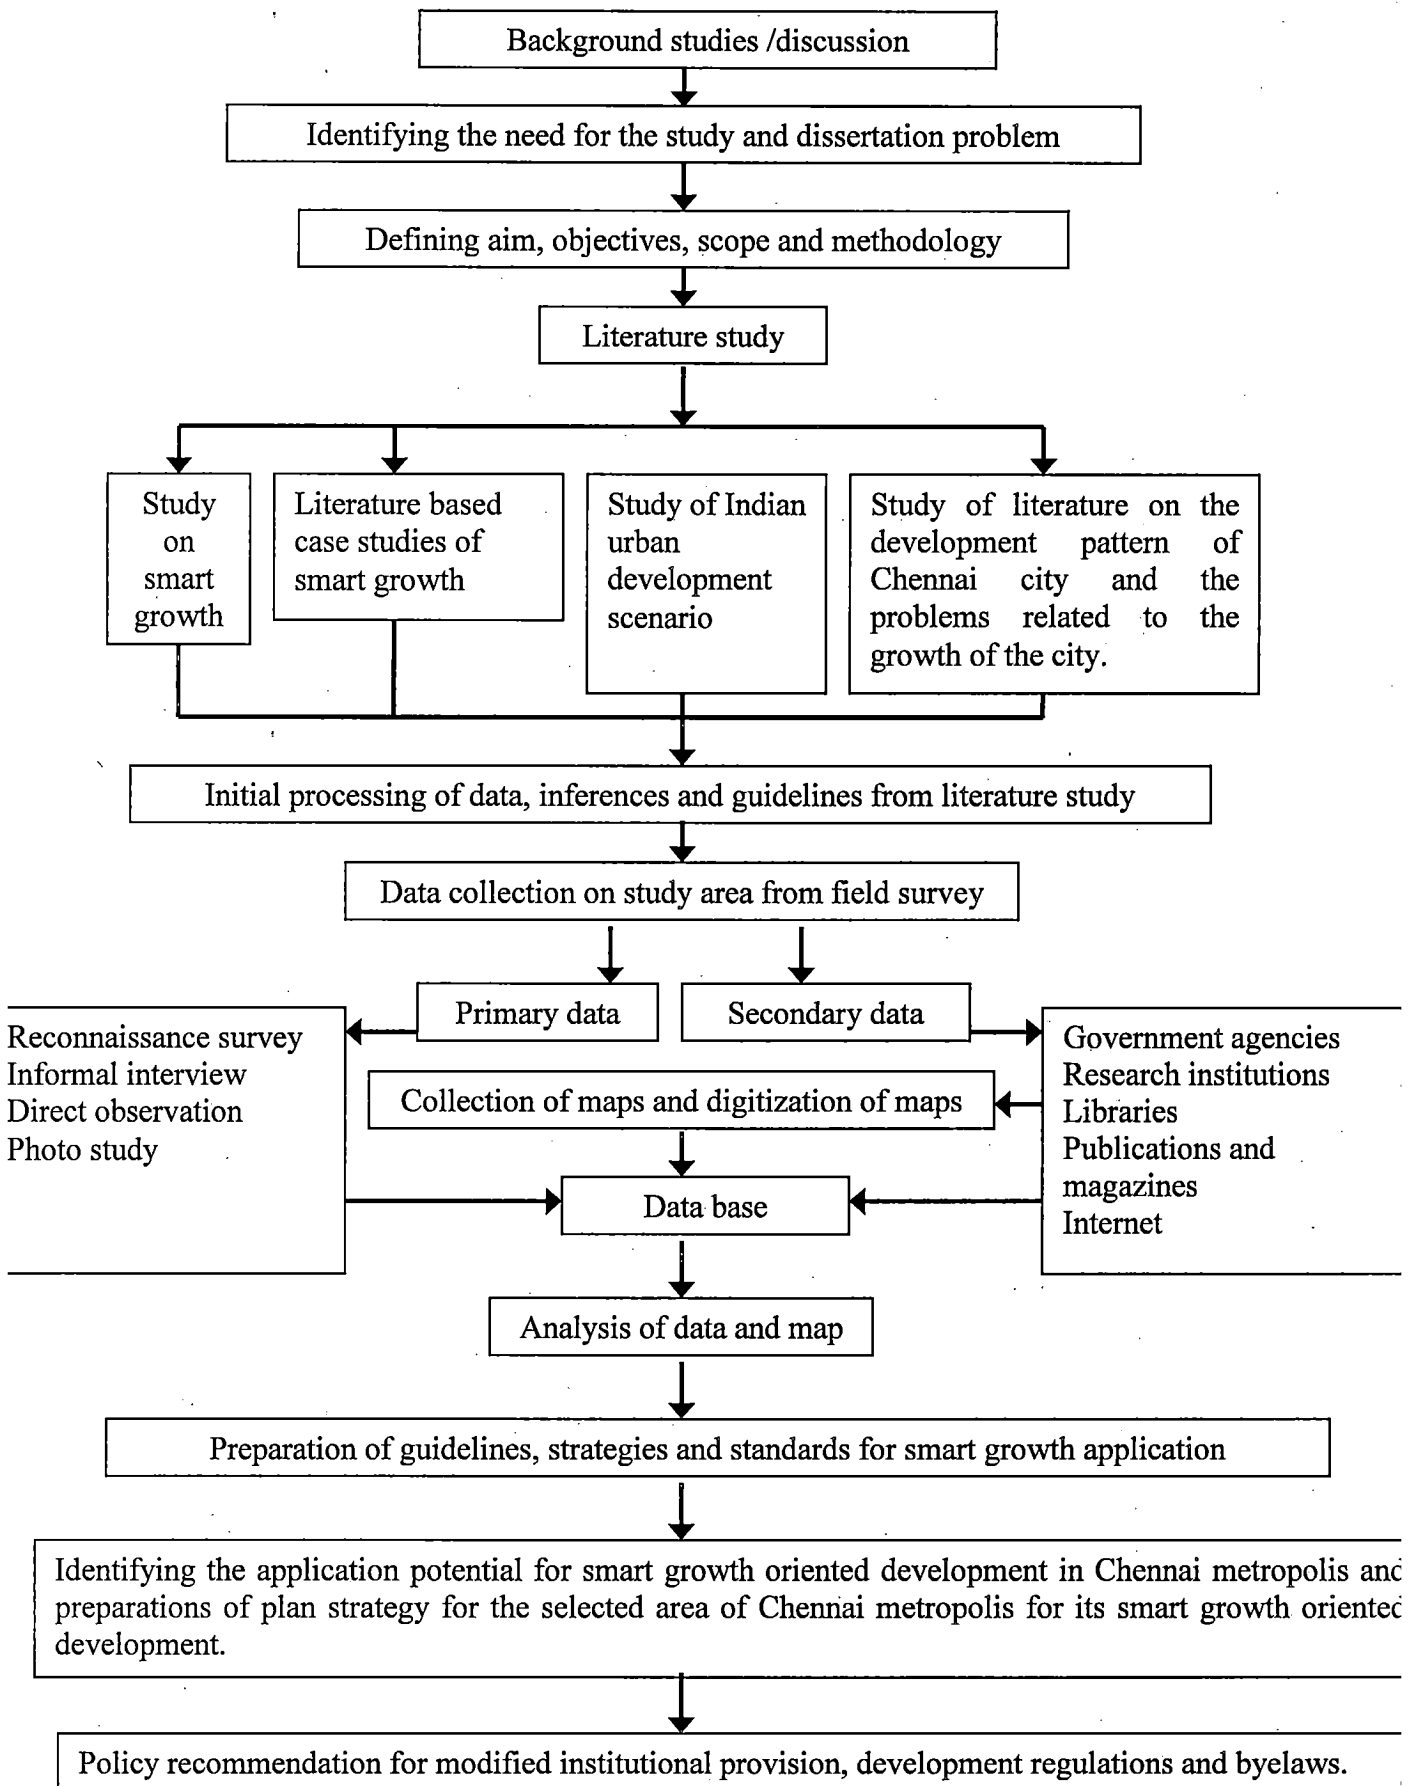 Background studies /discussion
Identifying the need for the study and dissertation problem
Defining aim, objectives, scope and methodology
Literature study
Study
on
smart
growth
Literature based
case studies of
smart growth
Study of Indian
urban
development
scenario
Study of literature on the
development pattern of
Chennai city and the
problems related to the
growth of the city.
Initial processing of data, inferences and guidelines from literature study
Data collection on study area from field survey
Primary data
Secondary data
Reconnaissance survey
Informal interview
Direct observation
Photo study
Government agencies
Research institutions
Libraries
Publications and
magazines
Internet
Collection of maps and digitization of maps
Data base
Analysis of data and map
Preparation of guidelines, strategies and standards for smart growth application
Identifying the application potential for smart growth oriented development in Chennai metropolis and
preparations of plan strategy for the selected area of Chennai metropolis for its smart growth oriented
development.
Policy recommendation for modified institutional provision, development regulations and byelaws.